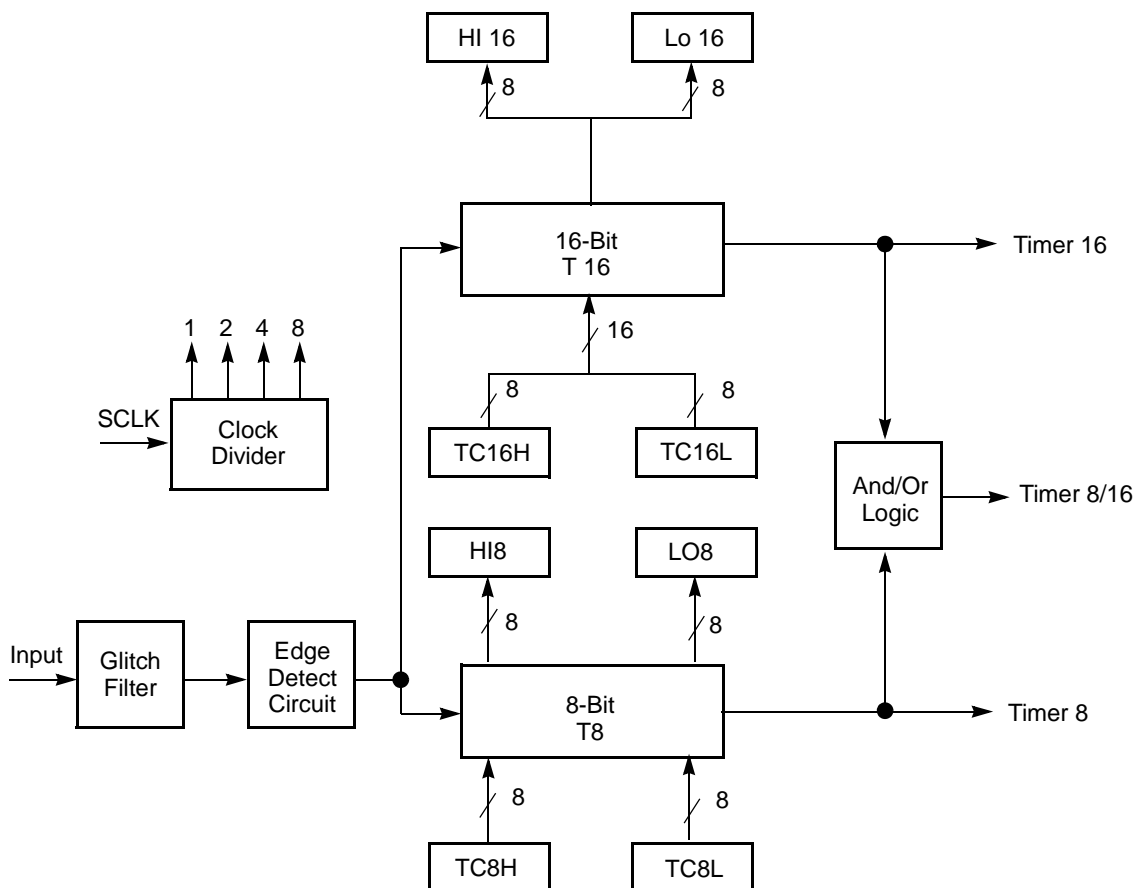 HI 16
Lo 16
8
8
16-Bit
T 16
Timer 16
16
1
2
4
8
8
8
SCLK
Clock
Divider
TC16H
TC16L
And/Or
Logic
Timer 8/16
HI8
LO8
8
8
Input
Glitch
Filter
Edge
Detect
Circuit
8-Bit
T8
Timer 8
8
8
TC8H
TC8L